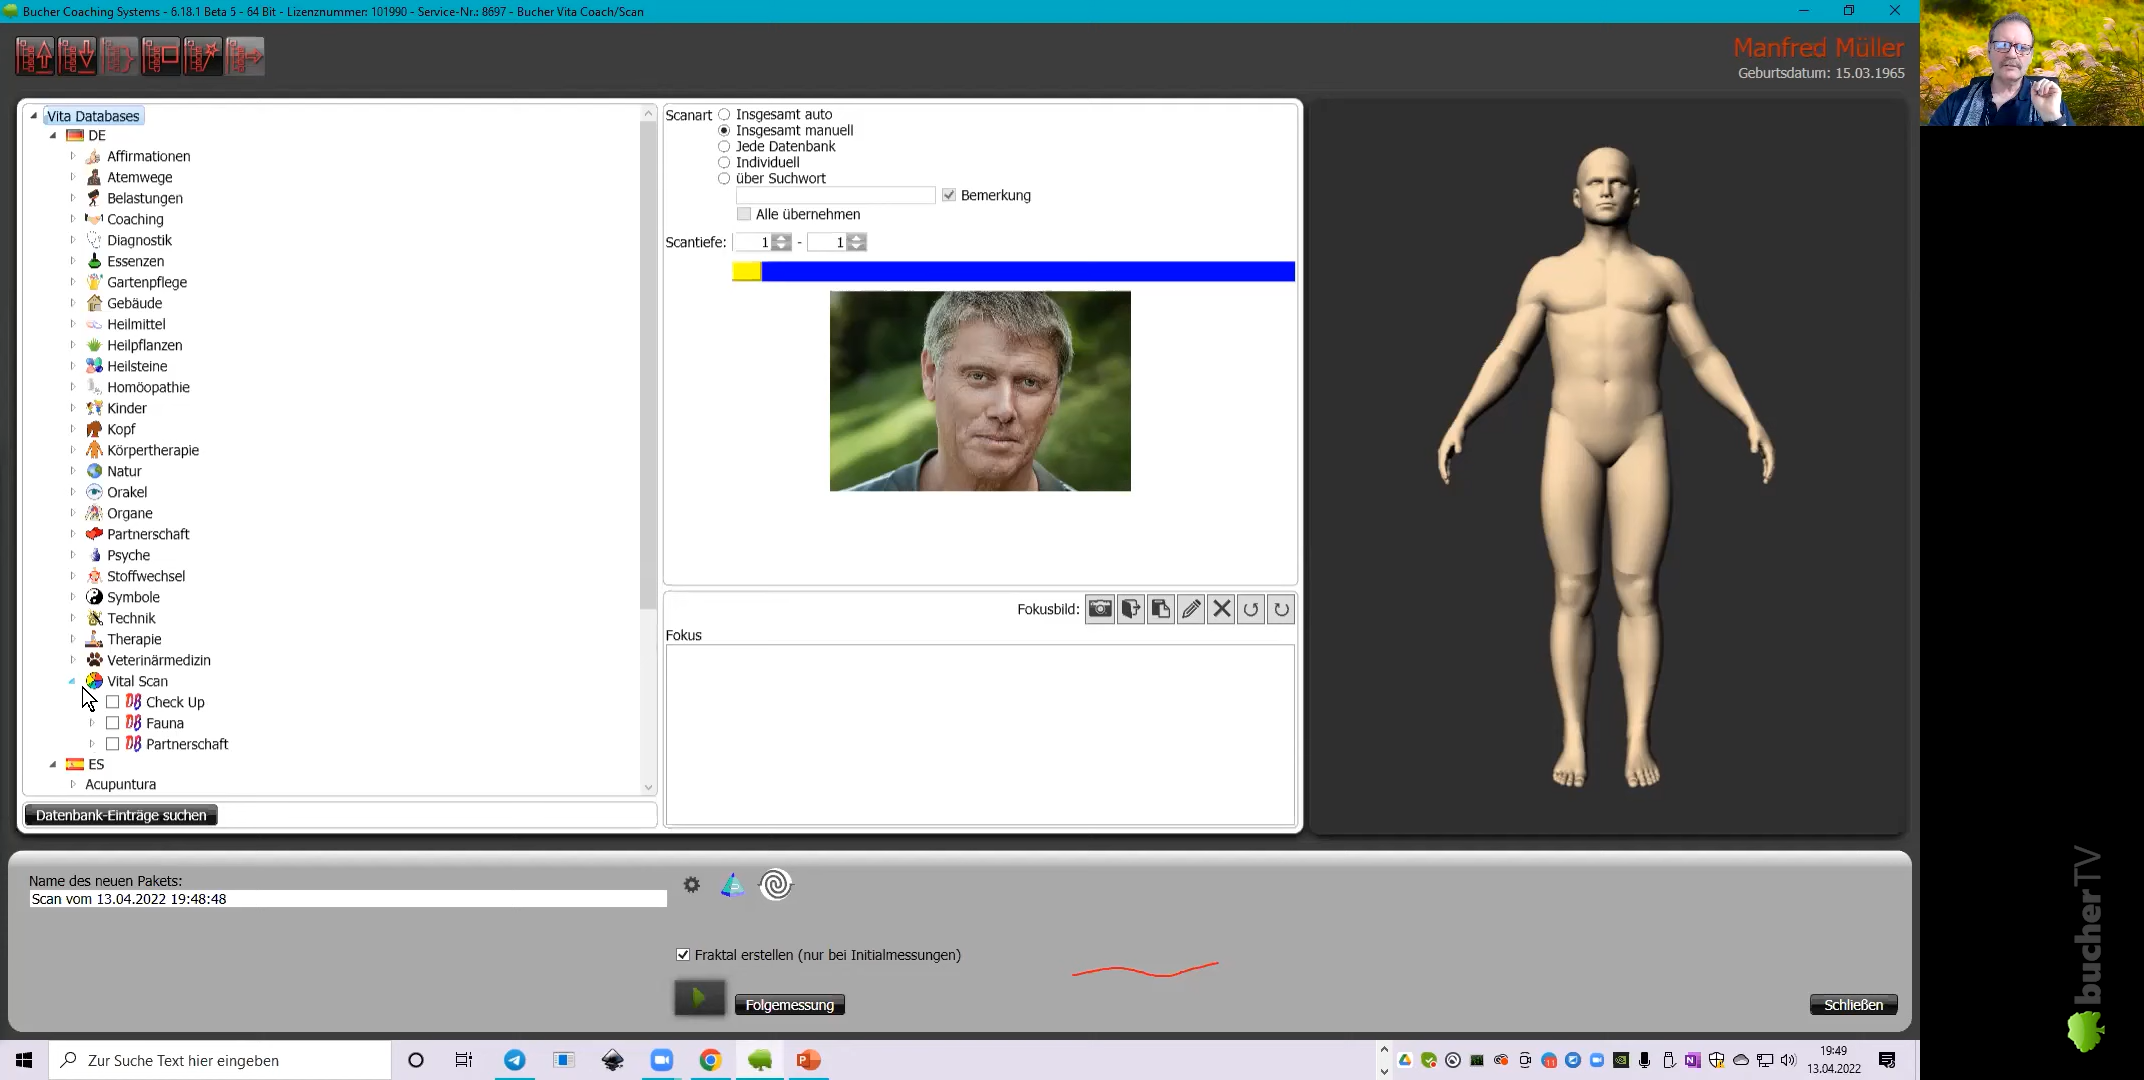 Bucher Coaching Systems - 6.18.1 Beta 5 - 64 Bit - Lizenznummer: 101990 - Service-Nr.: 8697 - Bucher Vita Coach/Scan
Manfred Müller
Geburtsdatum: 15.03.1965
Vita Databases
DE
Affirmationen
Atemwege
Belastungen
Coaching
Diagnostik
Essenzen
Gartenpflege
Gebäude
Heilmittel
Heilpflanzen
Heilsteine
Homöopathie
Kinder
Kopf
Körpertherapie
Natur
Orakel
Organe
Partnerschaft
Psyche
Stoffwechsel
Symbole
Technik
Therapie
Veterinärmedizin
Vital Scan
DB Check Up
DB Fauna
DB Partnerschaft
ES
Acupuntura
Datenbank-Einträge suchen
Scanart
Insgesamt auto
Insgesamt manuell
Jede Datenbank
Individuell
über Suchwort
Bemerkung
Alle übernehmen
Scantiefe: 1 - 1
Fokusbild:
Fokus
Name des neuen Pakets:
Scan vom 13.04.2022 19:48:48
Fraktal erstellen (nur bei Initialmessungen)
Folgemessung
Schließen
bucherTV
Zur Suche Text hier eingeben
19:49
13.04.2022